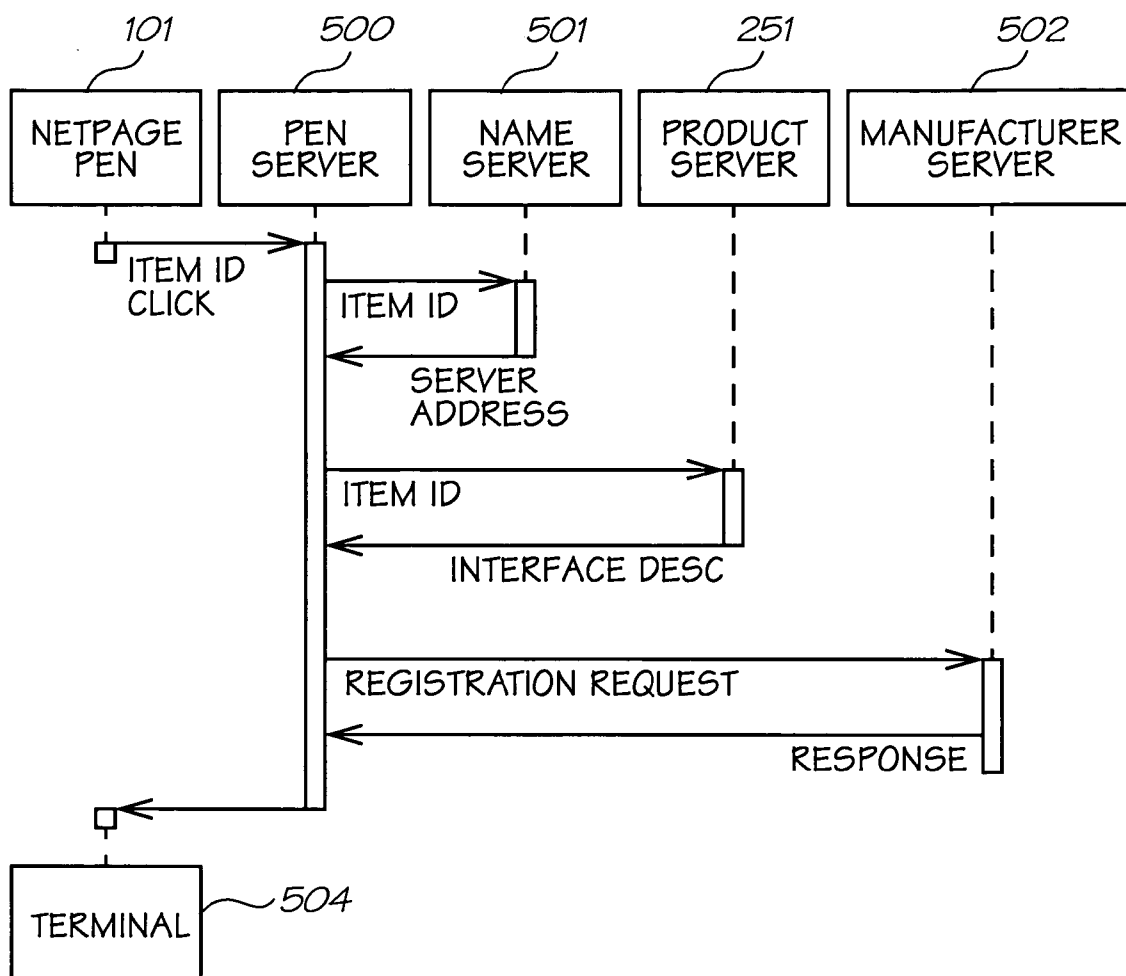 101
500
501
251
502
NETPAGE
PEN
PEN
SERVER
NAME
SERVER
PRODUCT
SERVER
MANUFACTURER
SERVER
ITEM ID
CLICK
ITEM ID
SERVER
ADDRESS
ITEM ID
INTERFACE DESC
REGISTRATION REQUEST
RESPONSE
TERMINAL
504